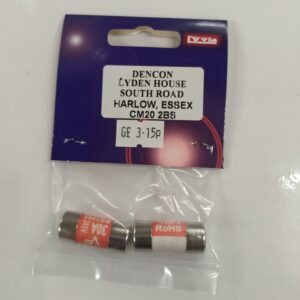 Lyvia
DENCON
LYDEN HOUSE
SOUTH ROAD
HARLOW, ESSEX
CM20 2BS
GE 3.15P
30A
RoHS